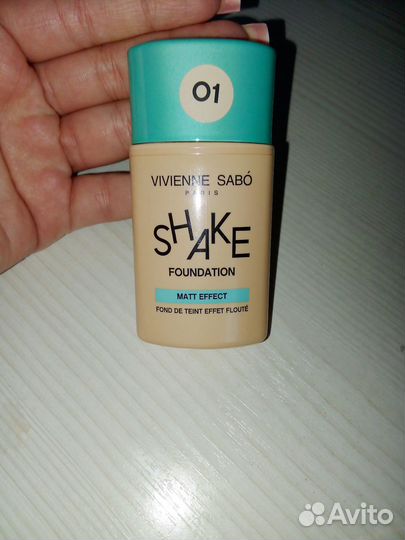 01
VIVIENNE SABÓ
PARIS
SHAKE
FOUNDATION
MATT EFFECT
FOND DE TEINT EFFET FLOUTÉ
Avito